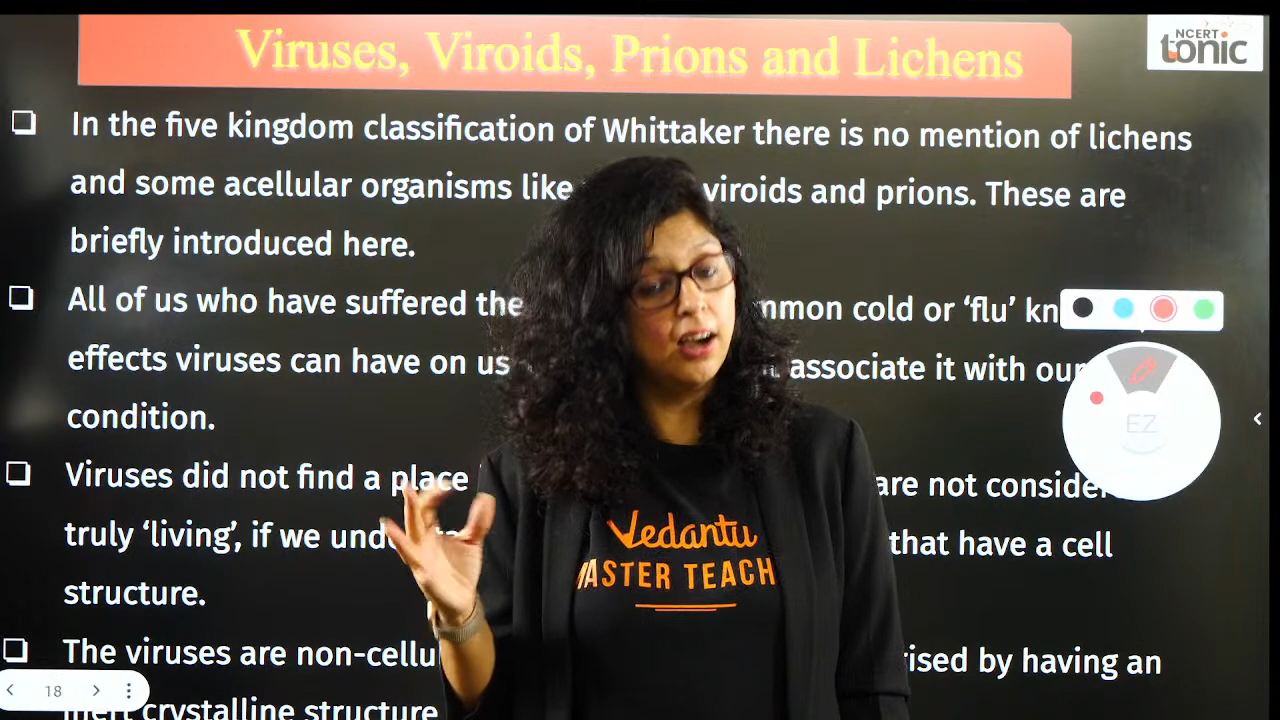 Viruses, Viroids, Prions and Lichens
NCERT
tonic
❑ In the five kingdom classification of Whittaker there is no mention of lichens
and some acellular organisms like viroids and prions. These are
briefly introduced here.
❑ All of us who have suffered the mmon cold or ‘flu’ kn
effects viruses can have on us associate it with our
condition.
❑ Viruses did not find a place are not consider
truly ‘living’, if we und that have a cell
structure.
❑ The viruses are non-cellu rised by having an
inert crystalline structure
EZ
18
Vedantu
MASTER TEACH